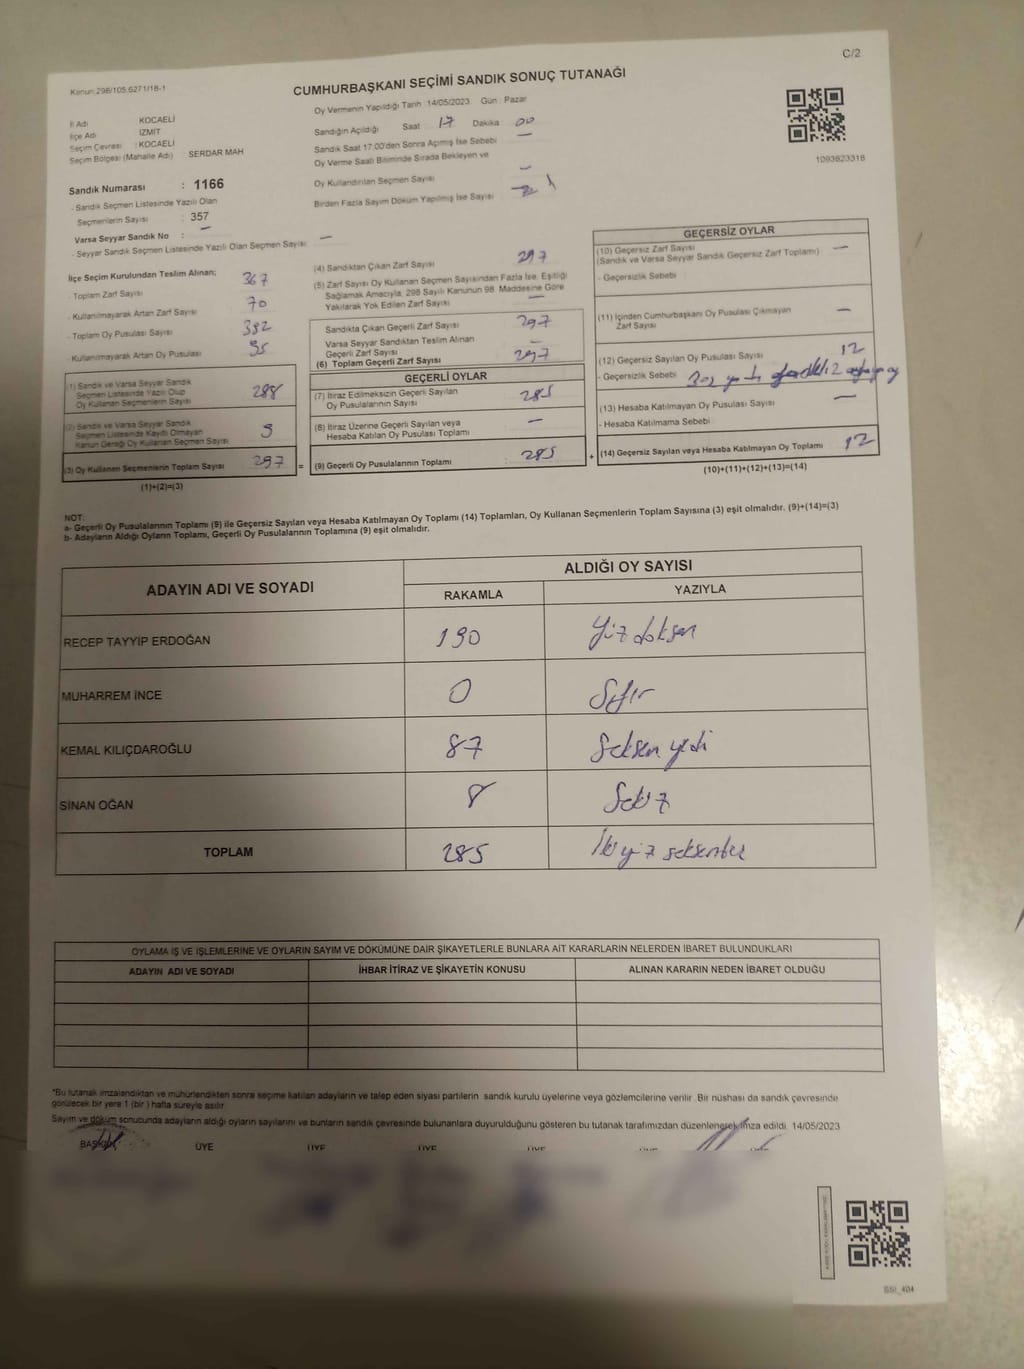 C/2
Kanun:298/105,6271/18-1
CUMHURBAŞKANI SEÇİMİ SANDIK SONUÇ TUTANAĞI
Oy Vermenin Yapıldığı Tarih :14/05/2023 Gün : Pazar
İl Adı KOCAELİ
İlçe Adı İZMİT
Seçim Çevresi : KOCAELİ
Seçim Bölgesi (Mahalle Adı) SERDAR MAH
Sandığın Açıldığı Saat : 17 Dakika 00
Sandık Saat 17:00'den Sonra Açımış İse Sebebi —
Oy Verme Saati Bitiminde Sırada Bekleyen ve
Oy Kullandırılan Seçmen Sayısı —
Birden Fazla Sayım Döküm Yapılmış İse Sayısı
1093823318
Sandık Numarası : 1166
- Sandık Seçmen Listesinde Yazılı Olan
Seçmenlerin Sayısı : 357
Varsa Seyyar Sandık No : —
- Seyyar Sandık Seçmen Listesinde Yazılı Olan Seçmen Sayısı: —
İlçe Seçim Kurulundan Teslim Alınan;
- Toplam Zarf Sayısı 367
- Kullanılmayarak Artan Zarf Sayısı 70
- Toplam Oy Pusulası Sayısı 392
- Kullanılmayarak Artan Oy Pusulası 95
(1) Sandık ve Varsa Seyyar Sandık
Seçmen Listesinde Yazılı Olup
Oy Kullanan Seçmenlerin Sayısı 288
(2) Sandık ve Varsa Seyyar Sandık
Seçmen Listesinde Kaydı Olmayan
Kanun Gereği Oy Kullanan Seçmen Sayısı 9
(3) Oy Kullanan Seçmenlerin Toplam Sayısı 297 =
(1)+(2)=(3)
(4) Sandıktan Çıkan Zarf Sayısı 297
(5) Zarf Sayısı Oy Kullanan Seçmen Sayısından Fazla İse, Eşitliği
Sağlamak Amacıyla, 298 Sayılı Kanunun 98. Maddesine Göre
Yakılarak Yok Edilen Zarf Sayısı —
Sandıkta Çıkan Geçerli Zarf Sayısı 297
Varsa Seyyar Sandıktan Teslim Alınan
Geçerli Zarf Sayısı —
(6) Toplam Geçerli Zarf Sayısı 297
GEÇERLİ OYLAR
(7) İtiraz Edilmeksizin Geçerli Sayılan
Oy Pusulalarının Sayısı 285
(8) İtiraz Üzerine Geçerli Sayılan veya
Hesaba Katılan Oy Pusulası Toplamı —
(9) Geçerli Oy Pusulalarının Toplamı : 285 +
GEÇERSİZ OYLAR
(10) Geçersiz Zarf Sayısı —
(Sandık ve Varsa Seyyar Sandık Geçersiz Zarf Toplamı)
- Geçersizlik Sebebi
(11) İçinden Cumhurbaşkanı Oy Pusulası Çıkmayan
Zarf Sayısı —
(12) Geçersiz Sayılan Oy Pusulası Sayısı 12
- Geçersizlik Sebebi
(13) Hesaba Katılmayan Oy Pusulası Sayısı —
- Hesaba Katılmama Sebebi
(14) Geçersiz Sayılan veya Hesaba Katılmayan Oy Toplamı 12
(10)+(11)+(12)+(13)=(14)
NOT:
a- Geçerli Oy Pusulalarının Toplamı (9) ile Geçersiz Sayılan veya Hesaba Katılmayan Oy Toplamı (14) Toplamları, Oy Kullanan Seçmenlerin Toplam Sayısına (3) eşit olmalıdır. (9)+(14)=(3)
b- Adayların Aldığı Oyların Toplamı, Geçerli Oy Pusulalarının Toplamına (9) eşit olmalıdır.
ADAYIN ADI VE SOYADI ALDIĞI OY SAYISI
RAKAMLA YAZIYLA
RECEP TAYYİP ERDOĞAN 190 Yüz doksan
MUHARREM İNCE 0 Sıfır
KEMAL KILIÇDAROĞLU 87 Seksen yedi
SİNAN OĞAN 8 Sekiz
TOPLAM 285 İki yüz seksenbeş
OYLAMA İŞ VE İŞLEMLERİNE VE OYLARIN SAYIM VE DÖKÜMÜNE DAİR ŞİKAYETLERLE BUNLARA AİT KARARLARIN NELERDEN İBARET BULUNDUKLARI
ADAYIN ADI VE SOYADI İHBAR İTİRAZ VE ŞİKAYETİN KONUSU ALINAN KARARIN NEDEN İBARET OLDUĞU
*Bu tutanak imzalandıktan ve mühürlendikten sonra seçime katılan adayların ve talep eden siyasi partilerin sandık kurulu üyelerine veya gözlemcilerine verilir. Bir nüshası da sandık çevresinde
görülecek bir yere 1 (bir ) hafta süreyle asılır.
Sayım ve döküm sonucunda adayların aldığı oyların sayılarını ve bunların sandık çevresinde bulunanlara duyurulduğunu gösteren bu tutanak tarafımızdan düzenlenerek imza edildi. 14/05/2023
BAŞKAN ÜYE ÜYE ÜYE ÜYE ÜYE
SSI_404